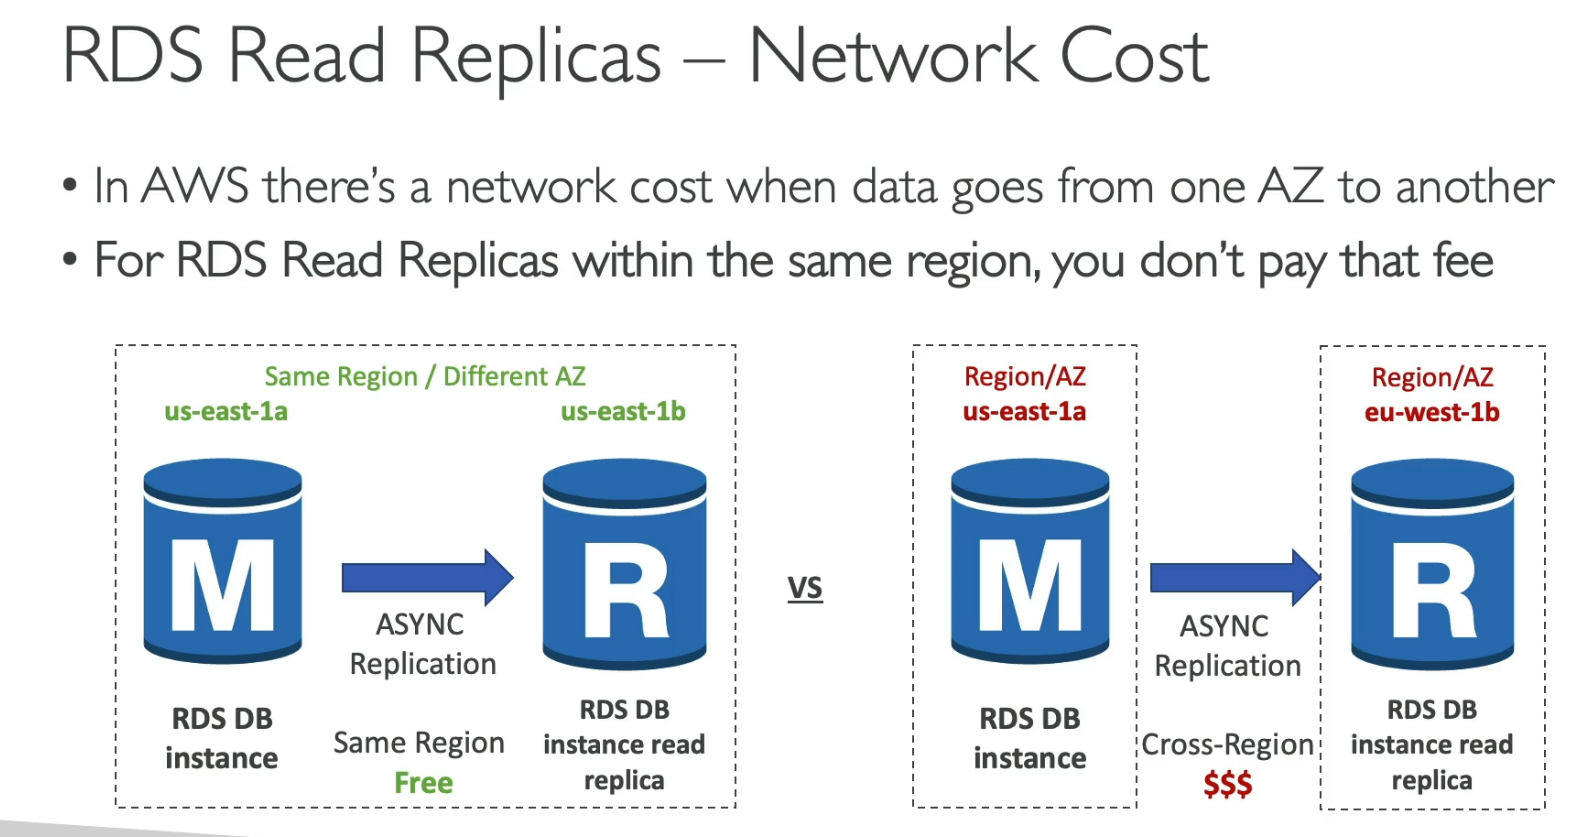 RDS Read Replicas – Network Cost
• In AWS there's a network cost when data goes from one AZ to another
• For RDS Read Replicas within the same region, you don't pay that fee
Same Region / Different AZ
us-east-1a
us-east-1b
M
ASYNC
Replication
R
RDS DB
instance
Same Region
Free
RDS DB
instance read
replica
vs
Region/AZ
us-east-1a
M
RDS DB
instance
ASYNC
Replication
Cross-Region
$$$
Region/AZ
eu-west-1b
R
RDS DB
instance read
replica